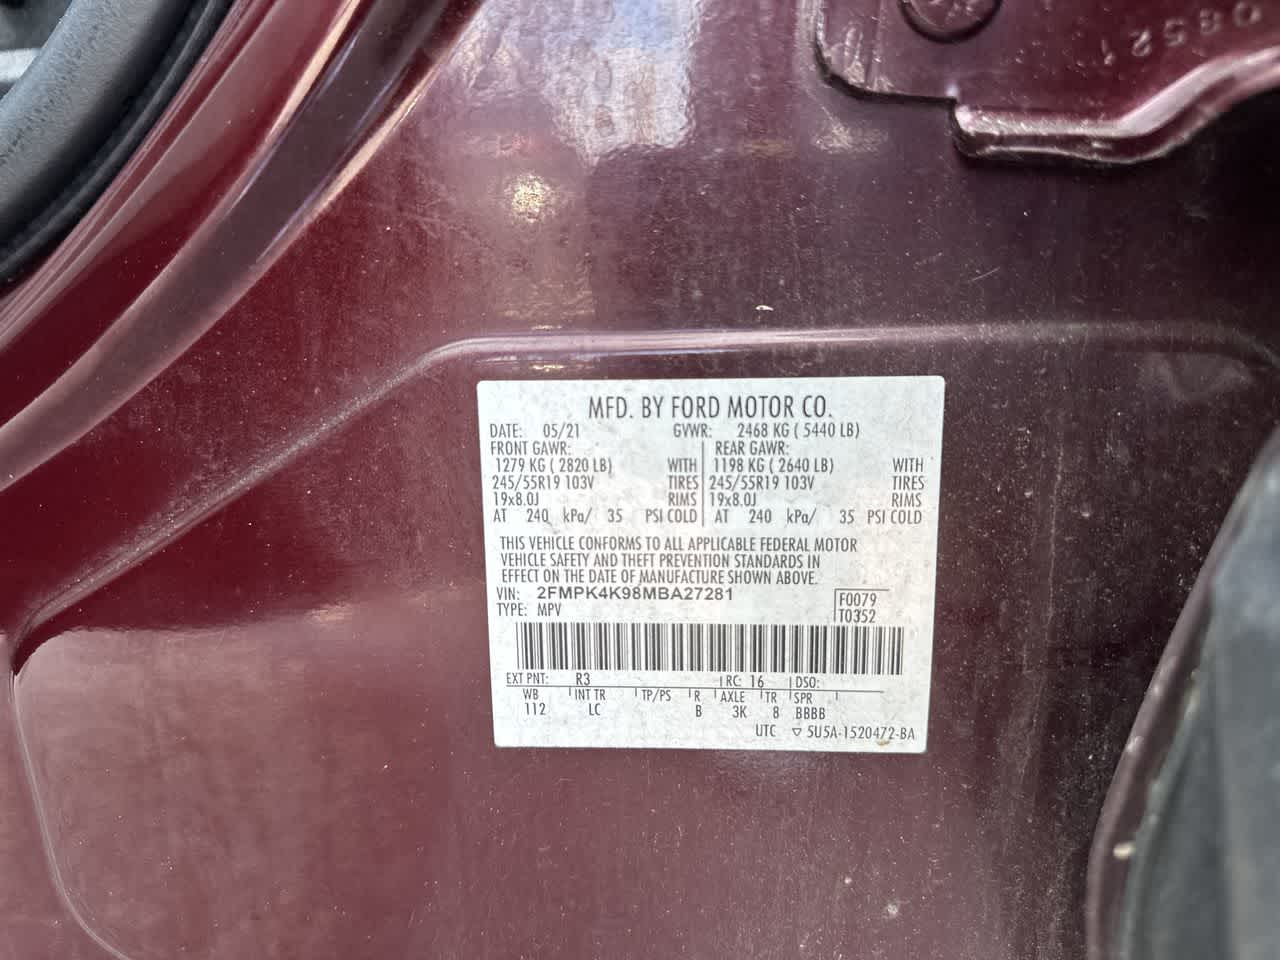 08521
MFD. BY FORD MOTOR CO.
DATE: 05/21 GVWR: 2468 KG ( 5440 LB)
FRONT GAWR: REAR GAWR:
1279 KG ( 2820 LB) WITH 1198 KG ( 2640 LB) WITH
245/55R19 103V TIRES 245/55R19 103V TIRES
19x8.0J RIMS 19x8.0J RIMS
AT 240 kPa/ 35 PSI COLD AT 240 kPa/ 35 PSI COLD
THIS VEHICLE CONFORMS TO ALL APPLICABLE FEDERAL MOTOR
VEHICLE SAFETY AND THEFT PREVENTION STANDARDS IN
EFFECT ON THE DATE OF MANUFACTURE SHOWN ABOVE.
VIN: 2FMPK4K98MBA27281 F0079
TYPE: MPV T0352
EXT PNT: R3 RC: 16 DSO:
WB INT TR TP/PS R AXLE TR SPR
112 LC B 3K 8 BBBB
UTC ▽ 5U5A-1520472-BA